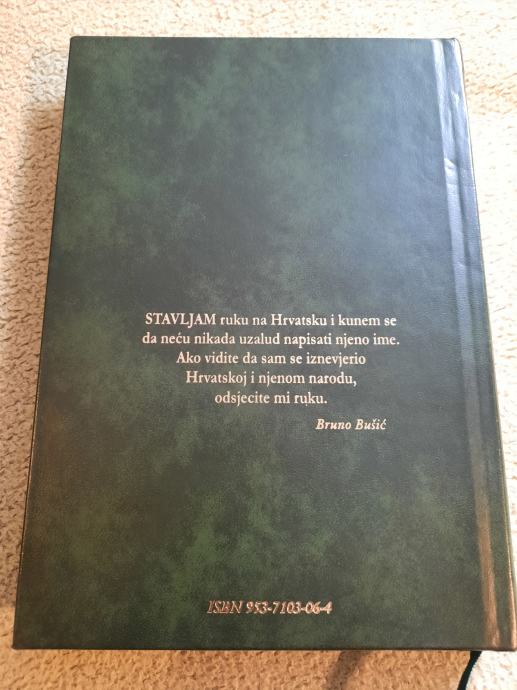 STAVLJAM ruku na Hrvatsku i kunem se
da neću nikada uzalud napisati njeno ime.
Ako vidite da sam se iznevjerio
Hrvatskoj i njenom narodu,
odsjecite mi ruku.
Bruno Bušić
ISBN 953-7103-06-4